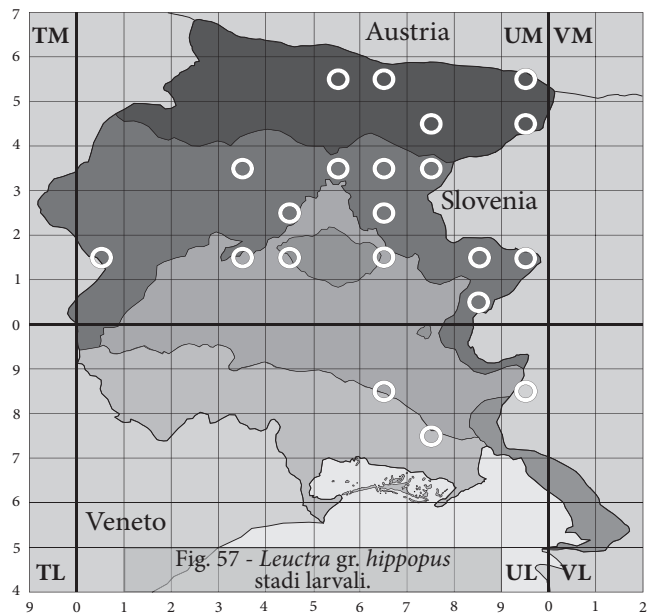 7
TM
Austria
UM
VM
6
5
4
3
Slovenia
2
1
0
9
8
7
6
Veneto
5
Fig. 57 - Leuctra gr. hippopus
stadi larvali.
TL
UL
VL
4
9 0 1 2 3 4 5 6 7 8 9 0 1 2